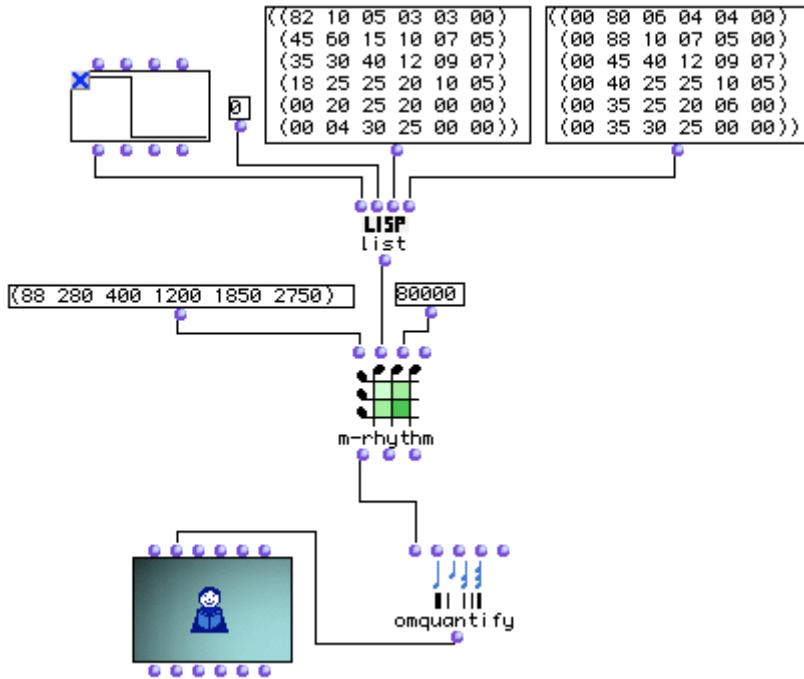 ((82 10 05 03 03 00)
(45 60 15 10 07 05)
(35 30 40 12 09 07)
(18 25 25 20 10 05)
(00 20 25 20 00 00)
(00 04 30 25 00 00))
((00 80 06 04 04 00)
(00 88 10 07 05 00)
(00 45 40 12 09 07)
(00 40 25 25 10 05)
(00 35 25 20 06 00)
(00 35 30 25 00 00))
0
LISP
list
(88 280 400 1200 1850 2750)
80000
m-rhythm
omquantify